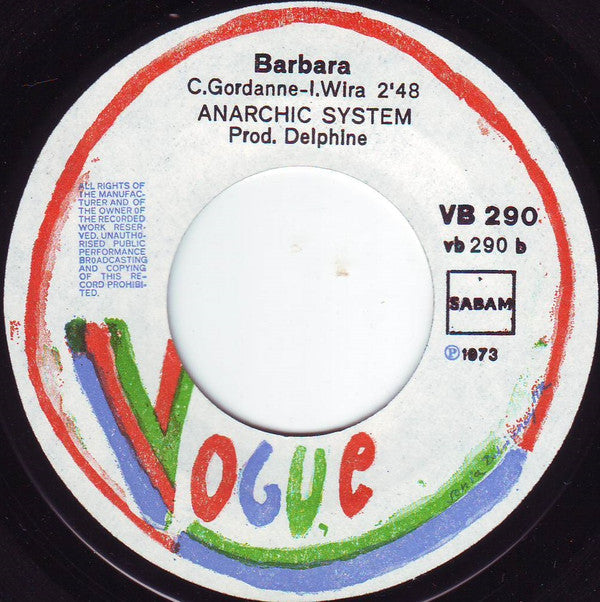 Barbara
C.Gordanne-I.Wira 2'48
ANARCHIC SYSTEM
Prod. Delphine
ALL RIGHTS OF
THE MANUFAC-
TURER AND OF
THE OWNER OF
THE RECORDED
WORK RESER-
VED. UNAUTHO-
RISED PUBLIC
PERFORMANCE
BROADCASTING
AND COPYING
OF THIS RE-
CORD PROHIBI-
TED.
VB 290
vb 290 b
SABAM
℗ 1973
VOGUE